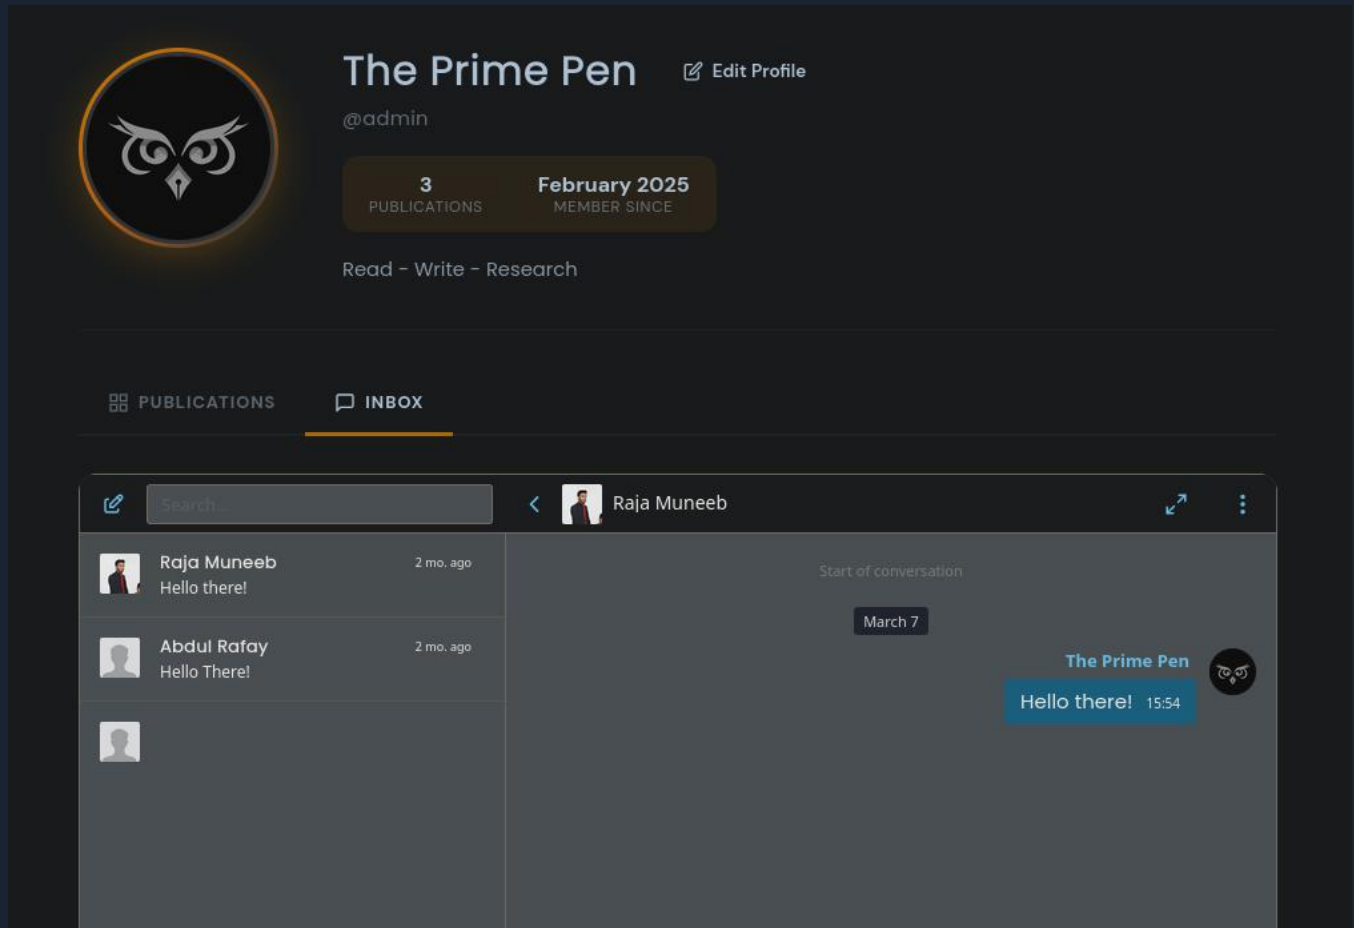 The Prime Pen
Edit Profile
@admin
3
PUBLICATIONS
February 2025
MEMBER SINCE
Read - Write - Research
PUBLICATIONS
INBOX
Search...
Raja Muneeb
Raja Muneeb
2 mo. ago
Hello there!
Abdul Rafay
2 mo. ago
Hello There!
Start of conversation
March 7
The Prime Pen
Hello there!
15:54